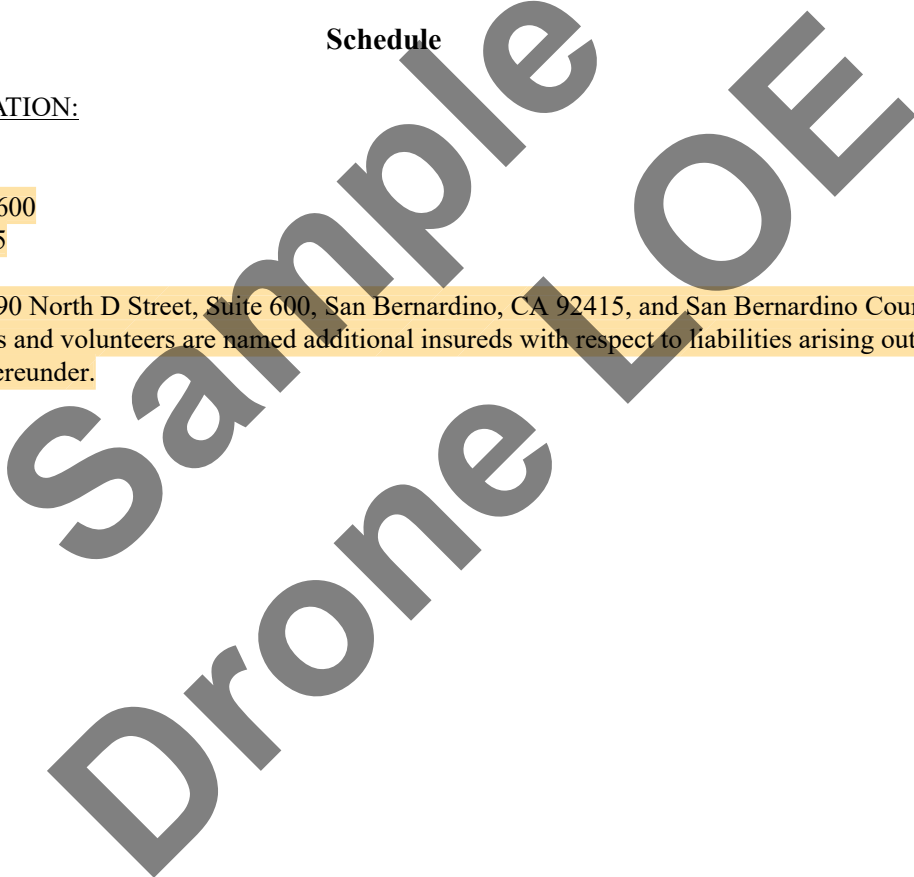 Schedule
ATION:
600
5
90 North D Street, Suite 600, San Bernardino, CA 92415, and San Bernardino Cour
s and volunteers are named additional insureds with respect to liabilities arising out
ereunder.
Sample
Drone LOE